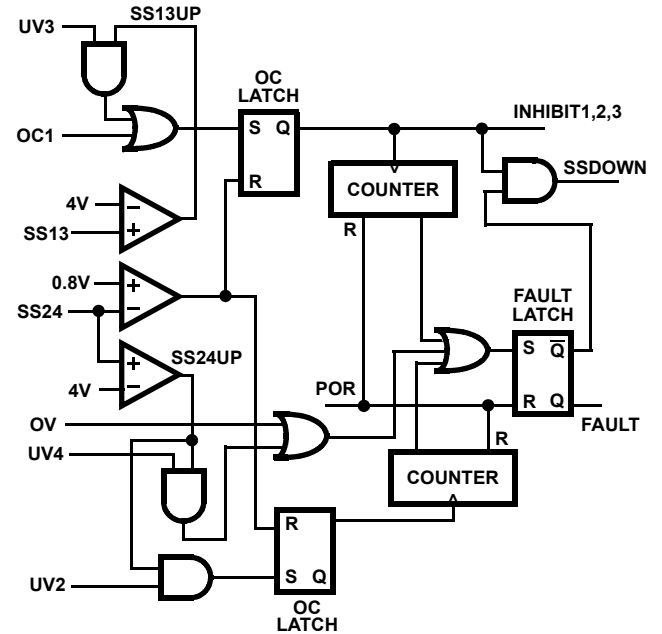 UV3
SS13UP
OC1
OC
LATCH
S Q
R
INHIBIT1,2,3
SSDOWN
COUNTER
R
4V
SS13
−
+
0.8V
SS24
+
−
SS24UP
+
−
4V
FAULT
LATCH
S Q
R Q
FAULT
POR
OV
UV4
R
COUNTER
R
S Q
UV2
OC
LATCH